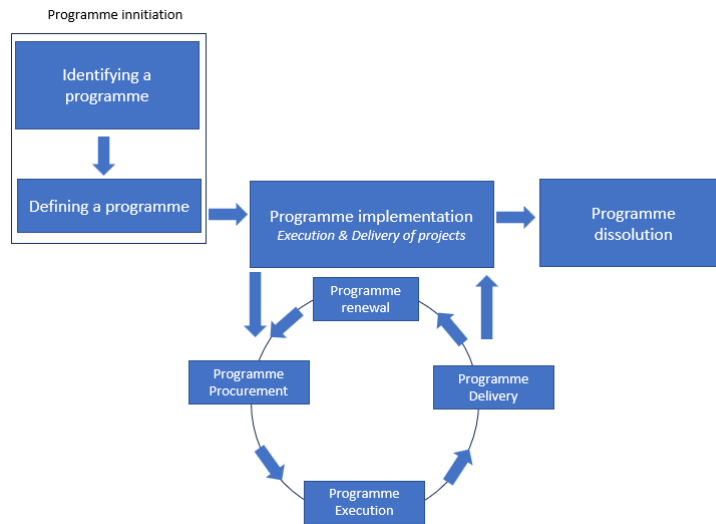 Programme innitiation
Identifying a
programme
Defining a programme
Programme implementation
Execution & Delivery of projects
Programme
dissolution
Programme
renewal
Programme
Procurement
Programme
Delivery
Programme
Execution